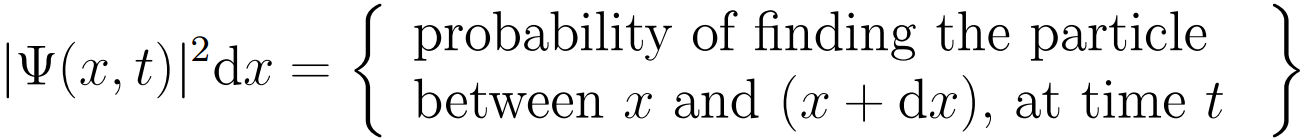 |Ψ(x, t)|²dx = { probability of finding the particle
between x and (x + dx), at time t }